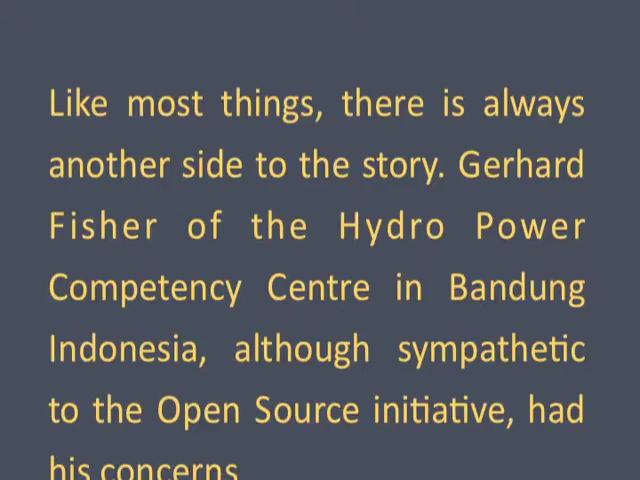 Like most things, there is always
another side to the story. Gerhard
Fisher of the Hydro Power
Competency Centre in Bandung
Indonesia, although sympathetic
to the Open Source initiative, had
his concerns